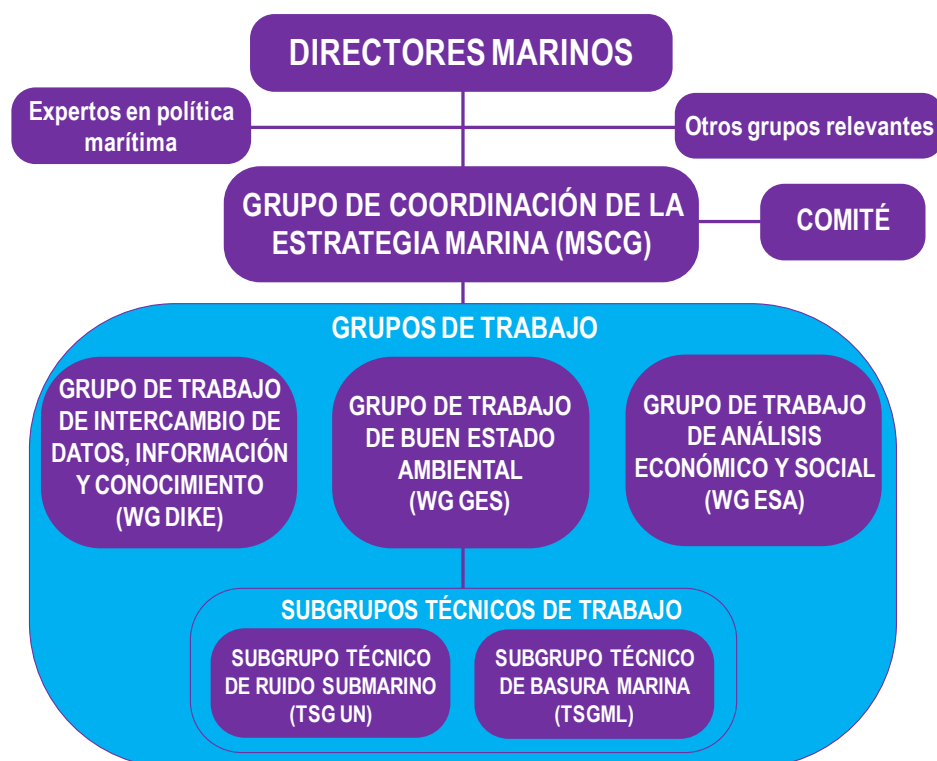 DIRECTORES MARINOS
Expertos en política
marítima
Otros grupos relevantes
GRUPO DE COORDINACIÓN DE LA
ESTRATEGIA MARINA (MSCG)
COMITÉ
GRUPOS DE TRABAJO
GRUPO DE TRABAJO
DE INTERCAMBIO DE
DATOS, INFORMACIÓN
Y CONOCIMIENTO
(WG DIKE)
GRUPO DE TRABAJO
DE BUEN ESTADO
AMBIENTAL
(WG GES)
GRUPO DE TRABAJO
DE ANÁLISIS
ECONÓMICO Y SOCIAL
(WG ESA)
SUBGRUPOS TÉCNICOS DE TRABAJO
SUBGRUPO TÉCNICO
DE RUIDO SUBMARINO
(TSG UN)
SUBGRUPO TÉCNICO
DE BASURA MARINA
(TSGML)